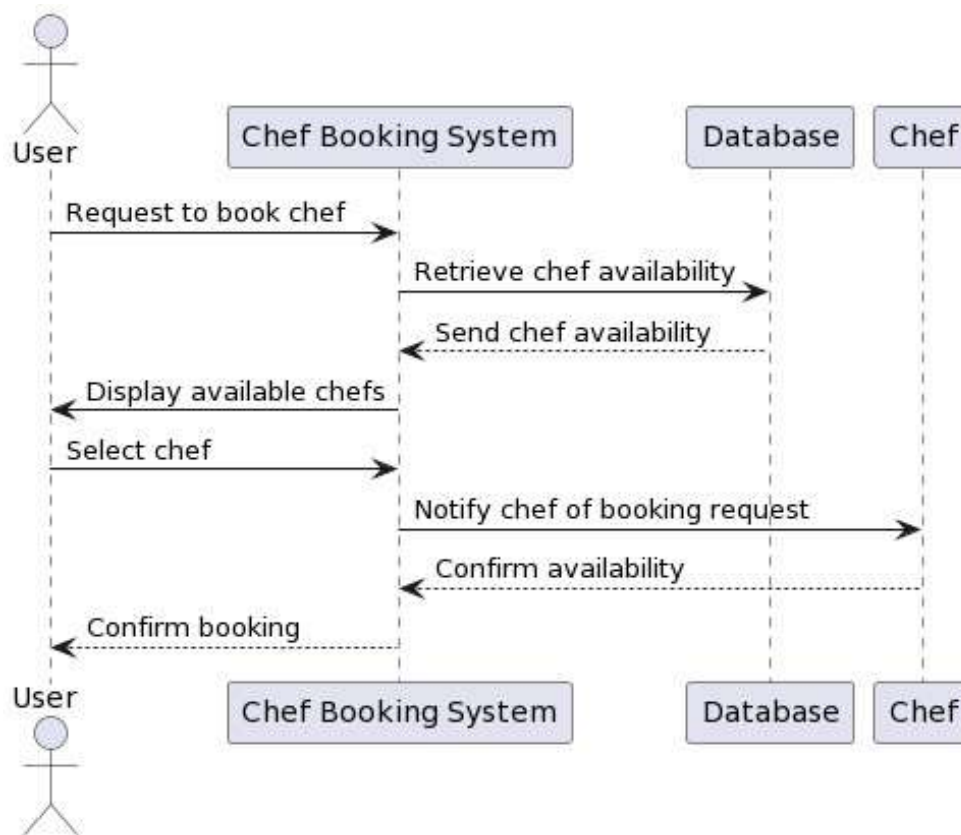 User
Chef Booking System
Database
Chef
Request to book chef
Retrieve chef availability
Send chef availability
Display available chefs
Select chef
Notify chef of booking request
Confirm availability
Confirm booking
User
Chef Booking System
Database
Chef